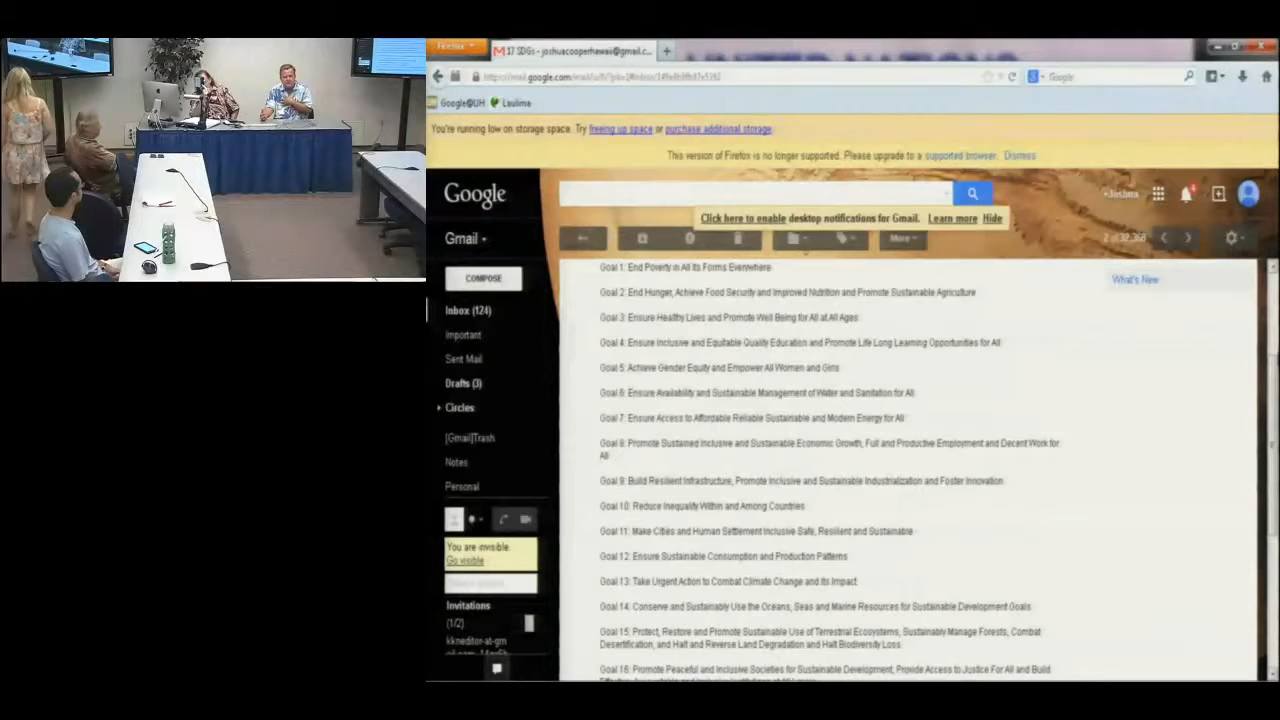 Firefox
17 SDGs - joshuacooperhawaii@gmail.c...
Google
Google@UH
Laulima
You're running low on storage space. Try freeing up space or purchase additional storage.
This version of Firefox is no longer supported. Please upgrade to a supported browser. Dismiss
Google
+Joshua
Click here to enable desktop notifications for Gmail. Learn more Hide
Gmail
More
2 of 32,368
COMPOSE
What's New
Inbox (124)
Important
Sent Mail
Drafts (3)
Circles
[Gmail]Trash
Notes
Personal
You are invisible.
Go visible
Invitations
(1/2)
kkneditor-at-gm
Goal 1: End Poverty in All Its Forms Everywhere
Goal 2: End Hunger, Achieve Food Security and Improved Nutrition and Promote Sustainable Agriculture
Goal 3: Ensure Healthy Lives and Promote Well Being for All at All Ages
Goal 4: Ensure Inclusive and Equitable Quality Education and Promote Life Long Learning Opportunities for All
Goal 5: Achieve Gender Equity and Empower All Women and Girls
Goal 6: Ensure Availability and Sustainable Management of Water and Sanitation for All
Goal 7: Ensure Access to Affordable Reliable Sustainable and Modern Energy for All
Goal 8: Promote Sustained Inclusive and Sustainable Economic Growth, Full and Productive Employment and Decent Work for
All
Goal 9: Build Resilient Infrastructure, Promote Inclusive and Sustainable Industrialization and Foster Innovation
Goal 10: Reduce Inequality Within and Among Countries
Goal 11: Make Cities and Human Settlement Inclusive Safe, Resilient and Sustainable
Goal 12: Ensure Sustainable Consumption and Production Patterns
Goal 13: Take Urgent Action to Combat Climate Change and Its Impact
Goal 14: Conserve and Sustainably Use the Oceans, Seas and Marine Resources for Sustainable Development Goals
Goal 15: Protect, Restore and Promote Sustainable Use of Terrestrial Ecosystems, Sustainably Manage Forests, Combat
Desertification, and Halt and Reverse Land Degradation and Halt Biodiversity Loss
Goal 16: Promote Peaceful and Inclusive Societies for Sustainable Development, Provide Access to Justice For All and Build